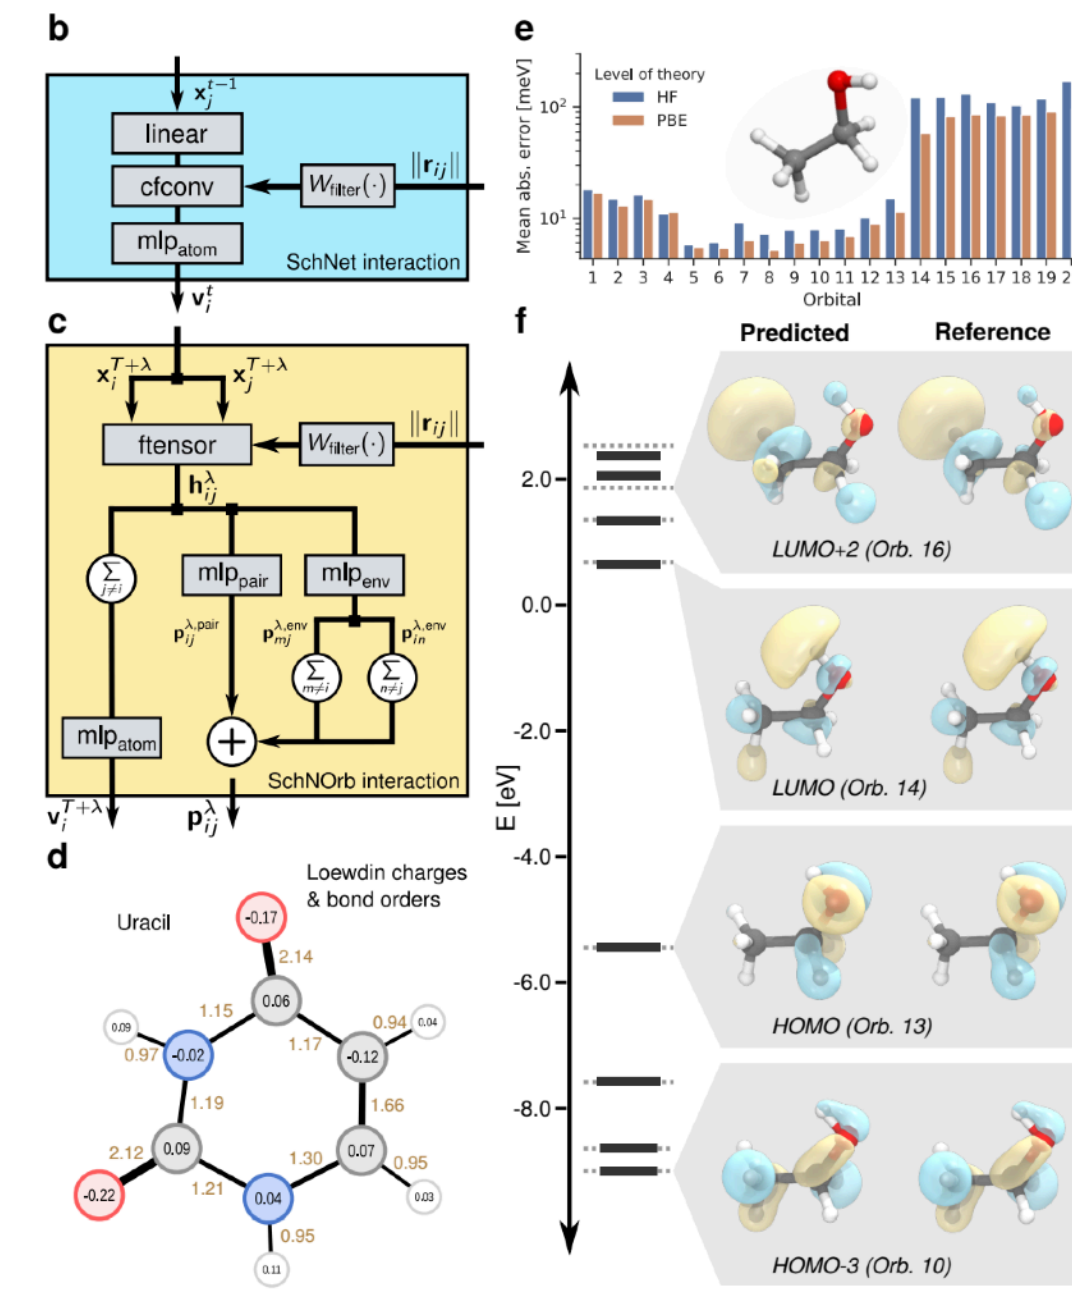 b
x_j^{t−1}
linear
cfconv
W_filter(·)
||r_ij||
mlp_atom
SchNet interaction
v_i^t
c
x_i^{T+λ}
x_j^{T+λ}
ftensor
W_filter(·)
||r_ij||
h_ij^λ
∑ j≠i
mlp_pair
mlp_env
p_ij^{λ,pair}
p_mj^{λ,env}
p_in^{λ,env}
∑ m≠i
∑ n≠j
mlp_atom
+
SchNOrb interaction
v_i^{T+λ}
p_ij^λ
d
Loewdin charges
& bond orders
Uracil
-0.17
2.14
0.06
1.15
1.17
0.94
0.04
0.09
0.97
-0.02
-0.12
1.19
1.66
2.12
0.09
1.30
0.07
0.95
-0.22
1.21
0.04
0.03
0.95
0.11
e
Mean abs. error [meV]
10²
10¹
Level of theory
HF
PBE
1 2 3 4 5 6 7 8 9 10 11 12 13 14 15 16 17 18 19 2
Orbital
f
Predicted
Reference
E [eV]
2.0
0.0
-2.0
-4.0
-6.0
-8.0
LUMO+2 (Orb. 16)
LUMO (Orb. 14)
HOMO (Orb. 13)
HOMO-3 (Orb. 10)